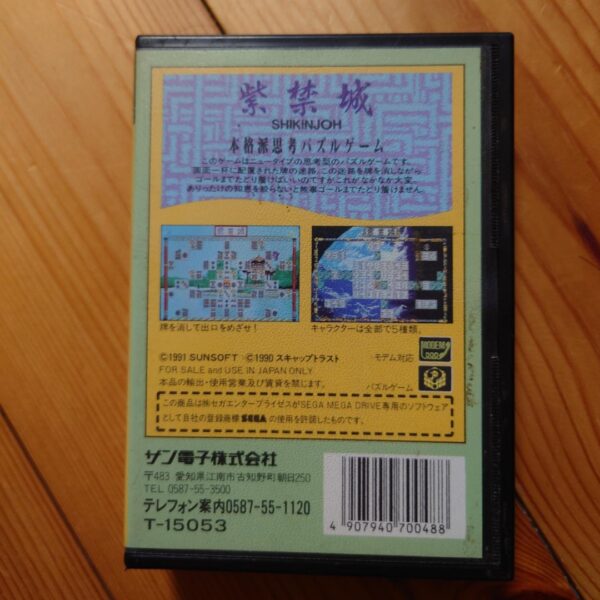 紫禁城
SHIKINJOH
本格派思考パズルゲーム
このゲームはニュータイプの思考型のパズルゲームです。
画面一杯に配置された牌の迷路。この迷路を牌を消しながら
ゴールまでたどり着けばいいのですがこれがなかなか大変。
ありったけの知恵を絞らないと無事ゴールまでたどり着けません。
紫禁城
紫禁城
牌を消して出口をめざせ!
キャラクターは全部で5種類。
©1991 SUNSOFT ©1990 スキャップトラスト
FOR SALE and USE IN JAPAN ONLY
本品の輸出・使用営業及び賃貸を禁じます。
モデム対応
MODEM
パズルゲーム
この商品は㈱セガエンタープライゼスがSEGA MEGA DRIVE専用のソフトウェア
として自社の登録商標 SEGA の使用を許諾したものです。
サン電子株式会社
〒483 愛知県江南市古知野町朝日250
TEL 0587-55-3500
テレフォン案内0587-55-1120
T-15053
4 907940 700488